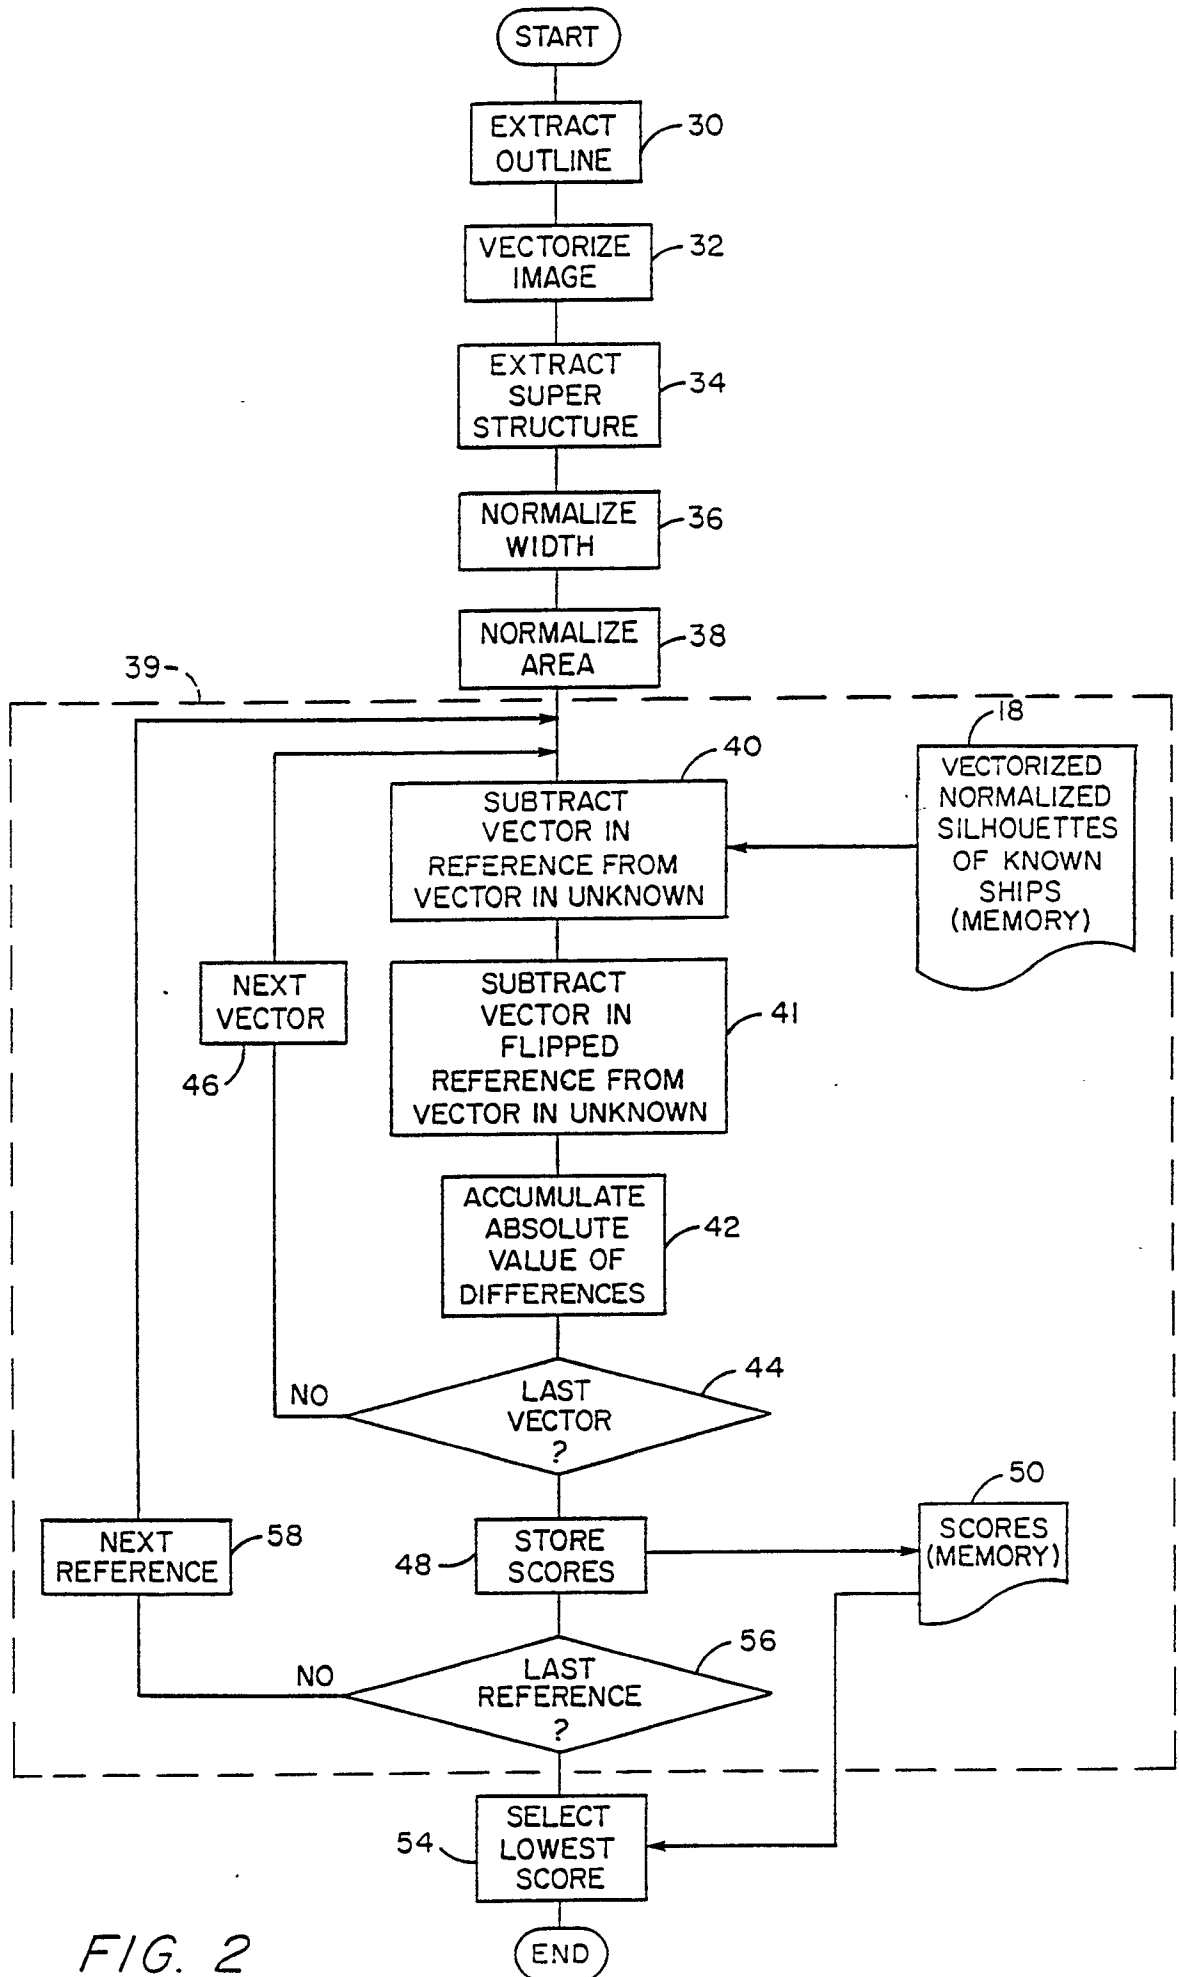 START
EXTRACT
OUTLINE
30
VECTORIZE
IMAGE
32
EXTRACT
SUPER
STRUCTURE
34
NORMALIZE
WIDTH
36
NORMALIZE
AREA
38
39
18
VECTORIZED
NORMALIZED
SILHOUETTES
OF KNOWN
SHIPS
(MEMORY)
40
SUBTRACT
VECTOR IN
REFERENCE FROM
VECTOR IN UNKNOWN
NEXT
VECTOR
46
SUBTRACT
VECTOR IN
FLIPPED
REFERENCE FROM
VECTOR IN UNKNOWN
41
ACCUMULATE
ABSOLUTE
VALUE OF
DIFFERENCES
42
LAST
VECTOR
?
44
NO
NEXT
REFERENCE
58
STORE
SCORES
48
50
SCORES
(MEMORY)
LAST
REFERENCE
?
56
NO
SELECT
LOWEST
SCORE
54
END
FIG. 2